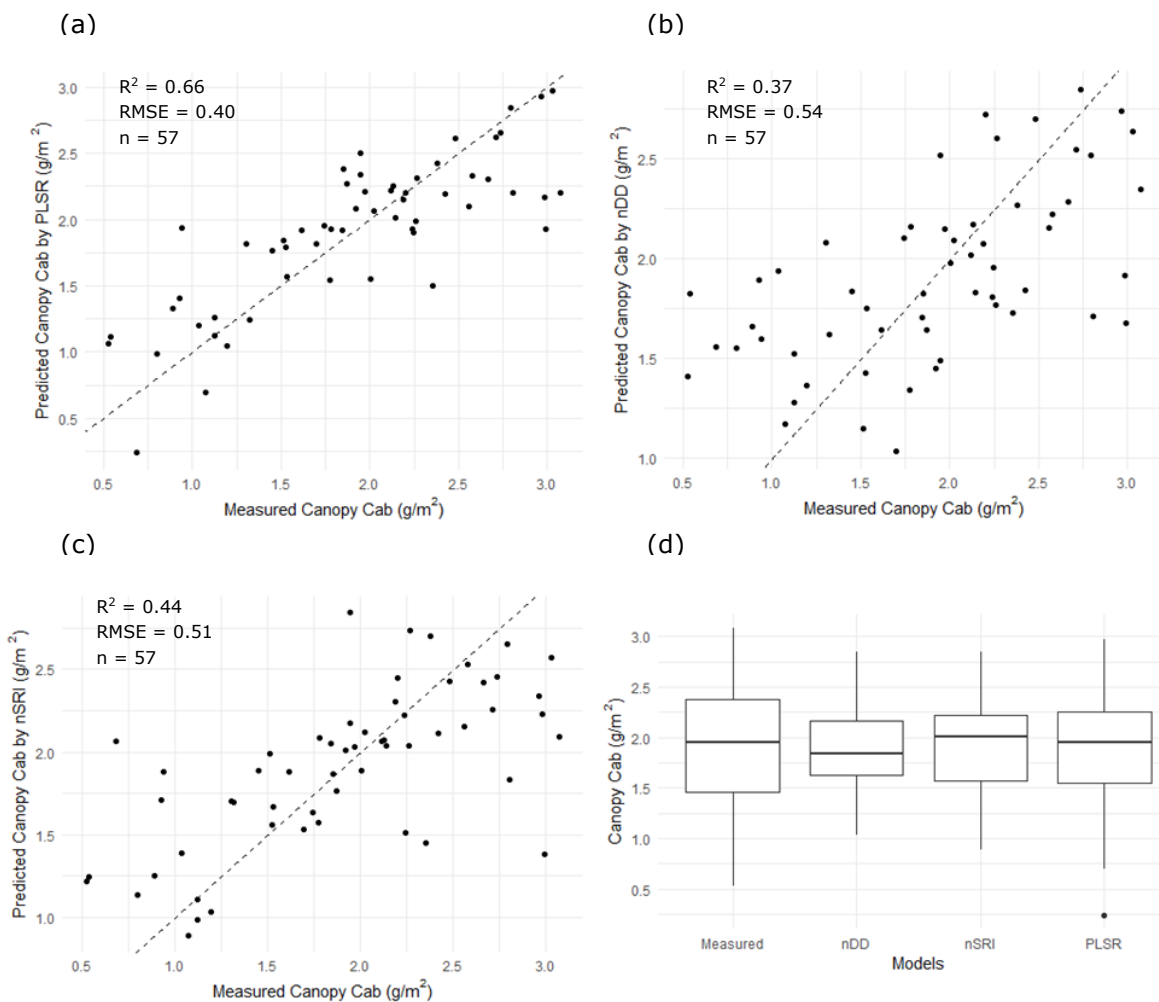 (a)
R² = 0.66
RMSE = 0.40
n = 57
Predicted Canopy Cab by PLSR (g/m²)
3.0
2.5
2.0
1.5
1.0
0.5
0.5 1.0 1.5 2.0 2.5 3.0
Measured Canopy Cab (g/m²)
(b)
R² = 0.37
RMSE = 0.54
n = 57
Predicted Canopy Cab by nDD (g/m²)
2.5
2.0
1.5
1.0
0.5 1.0 1.5 2.0 2.5 3.0
Measured Canopy Cab (g/m²)
(c)
R² = 0.44
RMSE = 0.51
n = 57
Predicted Canopy Cab by nSRI (g/m²)
2.5
2.0
1.5
1.0
0.5 1.0 1.5 2.0 2.5 3.0
Measured Canopy Cab (g/m²)
(d)
Canopy Cab (g/m²)
3.0
2.5
2.0
1.5
1.0
0.5
Measured nDD nSRI PLSR
Models